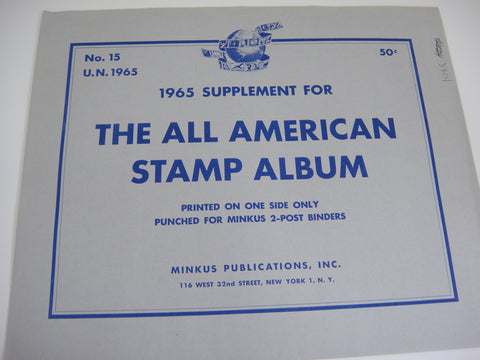 No. 15
50¢
U.N. 1965
1965 SUPPLEMENT FOR
THE ALL AMERICAN
STAMP ALBUM
PRINTED ON ONE SIDE ONLY
PUNCHED FOR MINKUS 2-POST BINDERS
MINKUS PUBLICATIONS, INC.
116 WEST 32nd STREET, NEW YORK 1, N. Y.